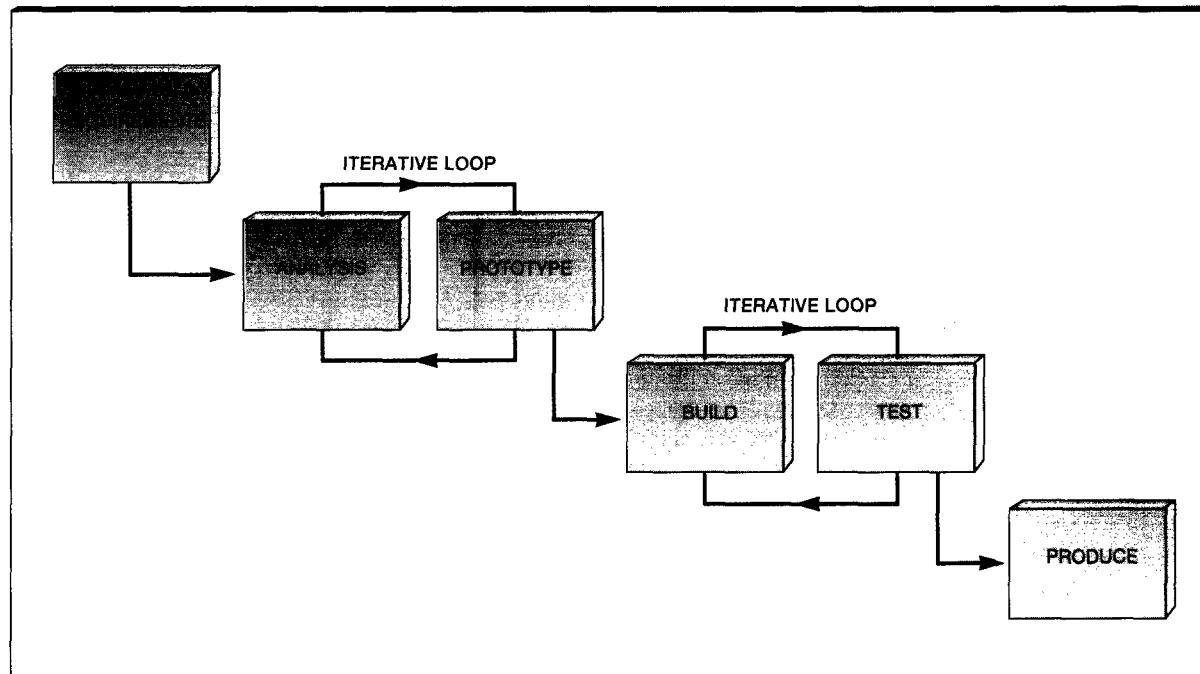 ITERATIVE LOOP
ANALYSIS
PROTOTYPE
ITERATIVE LOOP
BUILD
TEST
PRODUCE